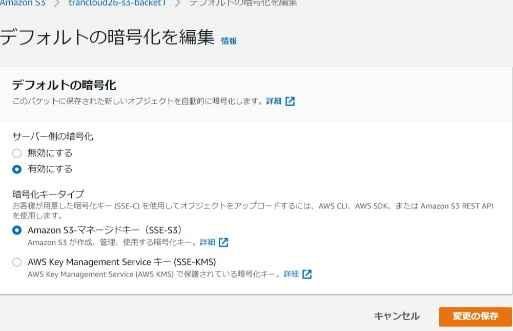 Amazon S3 > trancloud26-s3-backet1 > デフォルトの暗号化を編集
デフォルトの暗号化を編集 情報
デフォルトの暗号化
このバケットに保存された新しいオブジェクトを自動的に暗号化します。詳細
サーバー側の暗号化
無効にする
有効にする
暗号化キータイプ
お客様が用意した暗号化キー (SSE-C) を使用してオブジェクトをアップロードするには、AWS CLI、AWS SDK、または Amazon S3 REST API
を使用します。
Amazon S3-マネージドキー（SSE-S3）
Amazon S3 が作成、管理、使用する暗号化キー。詳細
AWS Key Management Service キー (SSE-KMS)
AWS Key Management Service (AWS KMS) で保護されている暗号化キー。詳細
キャンセル 変更の保存